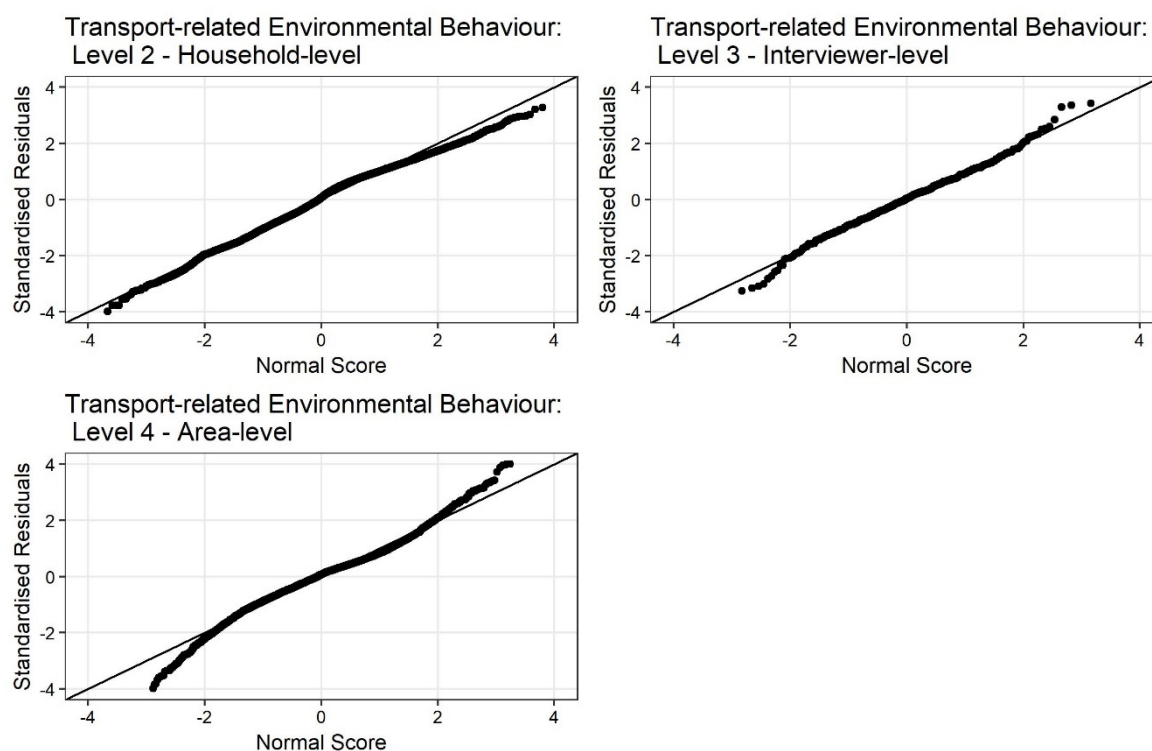 Transport-related Environmental Behaviour:
Level 2 - Household-level
4
2
0
-2
-4
Standardised Residuals
-4 -2 0 2 4
Normal Score
Transport-related Environmental Behaviour:
Level 3 - Interviewer-level
4
2
0
-2
-4
Standardised Residuals
-4 -2 0 2 4
Normal Score
Transport-related Environmental Behaviour:
Level 4 - Area-level
4
2
0
-2
-4
Standardised Residuals
-4 -2 0 2 4
Normal Score